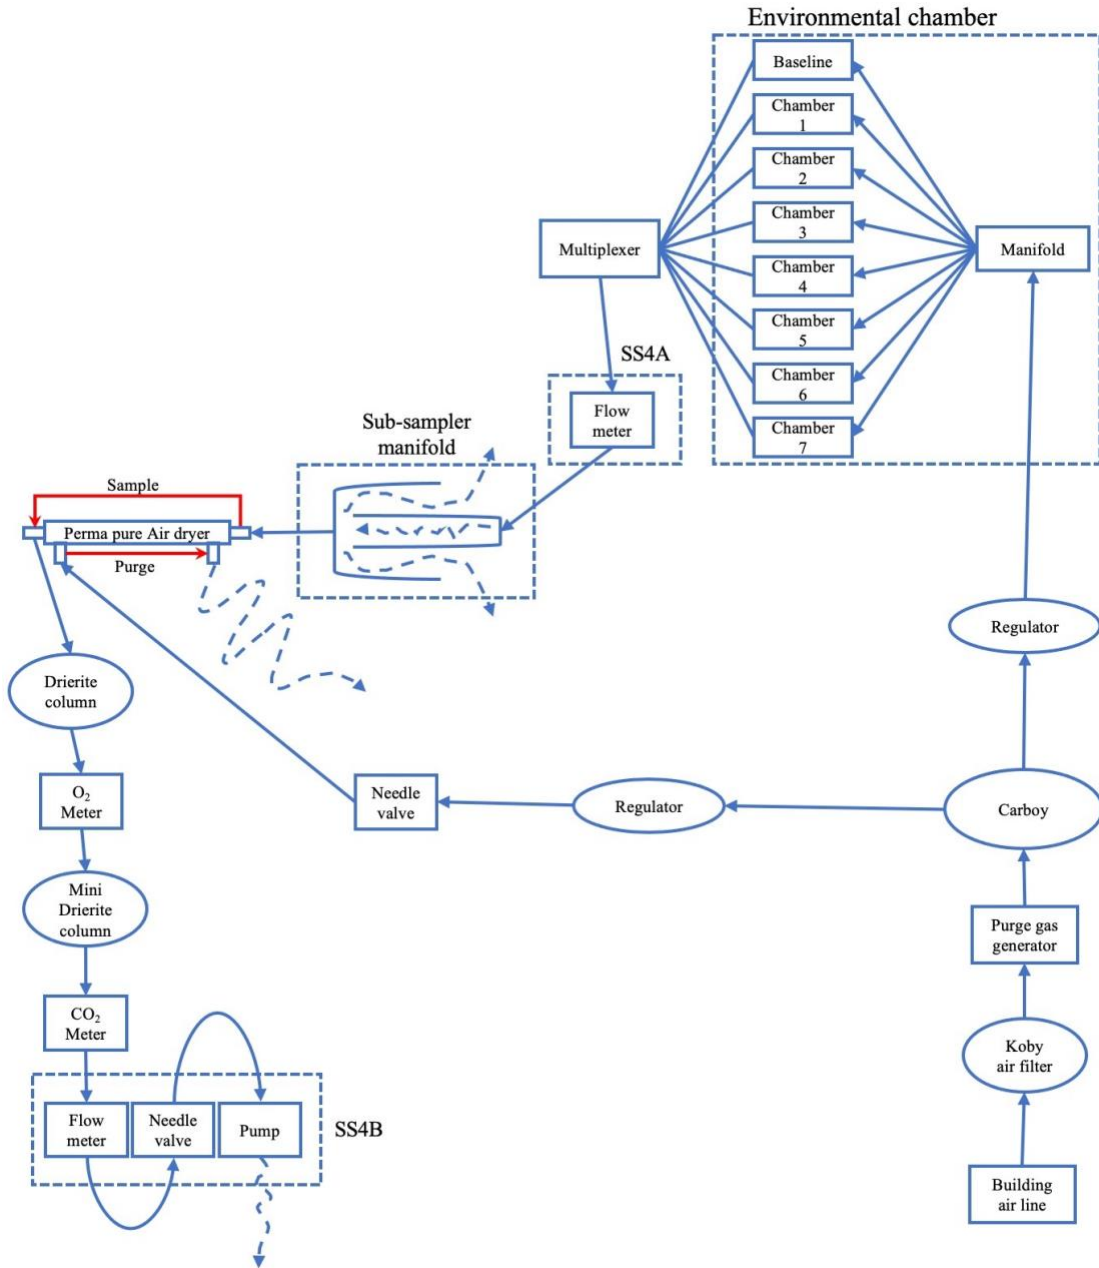 Environmental chamber
Baseline
Chamber
1
Chamber
2
Chamber
3
Chamber
4
Chamber
5
Chamber
6
Chamber
7
Multiplexer
Manifold
SS4A
Flow
meter
Sub-sampler
manifold
Sample
Perma pure Air dryer
Purge
Regulator
Drierite
column
O₂
Meter
Needle
valve
Regulator
Carboy
Mini
Drierite
column
Purge gas
generator
CO₂
Meter
Koby
air filter
Flow
meter
Needle
valve
Pump
SS4B
Building
air line